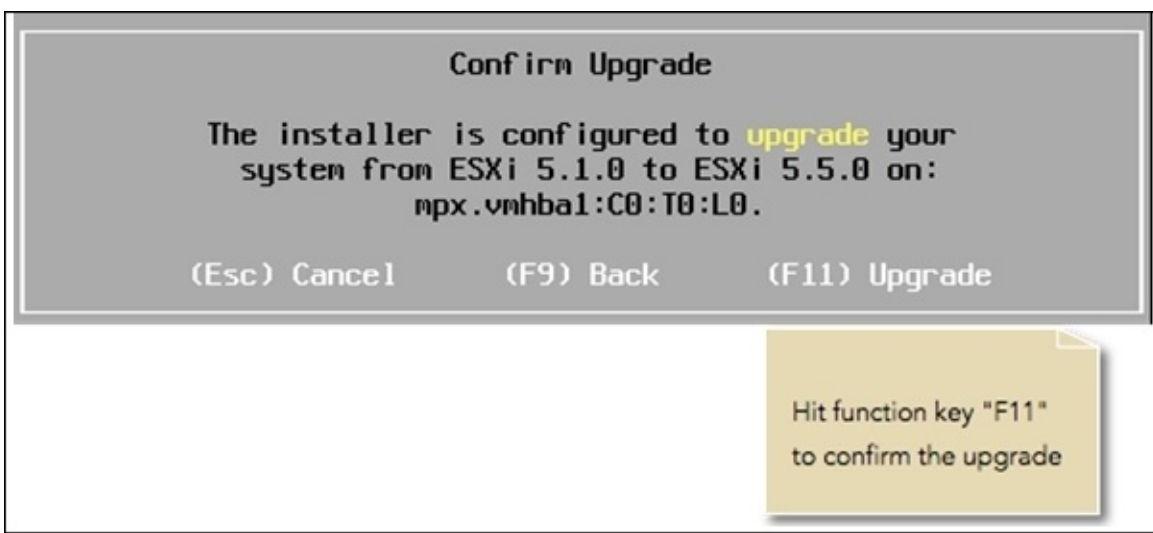 Confirm Upgrade
The installer is configured to upgrade your
system from ESXi 5.1.0 to ESXi 5.5.0 on:
mpx.vmhba1:C0:T0:L0.
(Esc) Cancel (F9) Back (F11) Upgrade
Hit function key "F11"
to confirm the upgrade